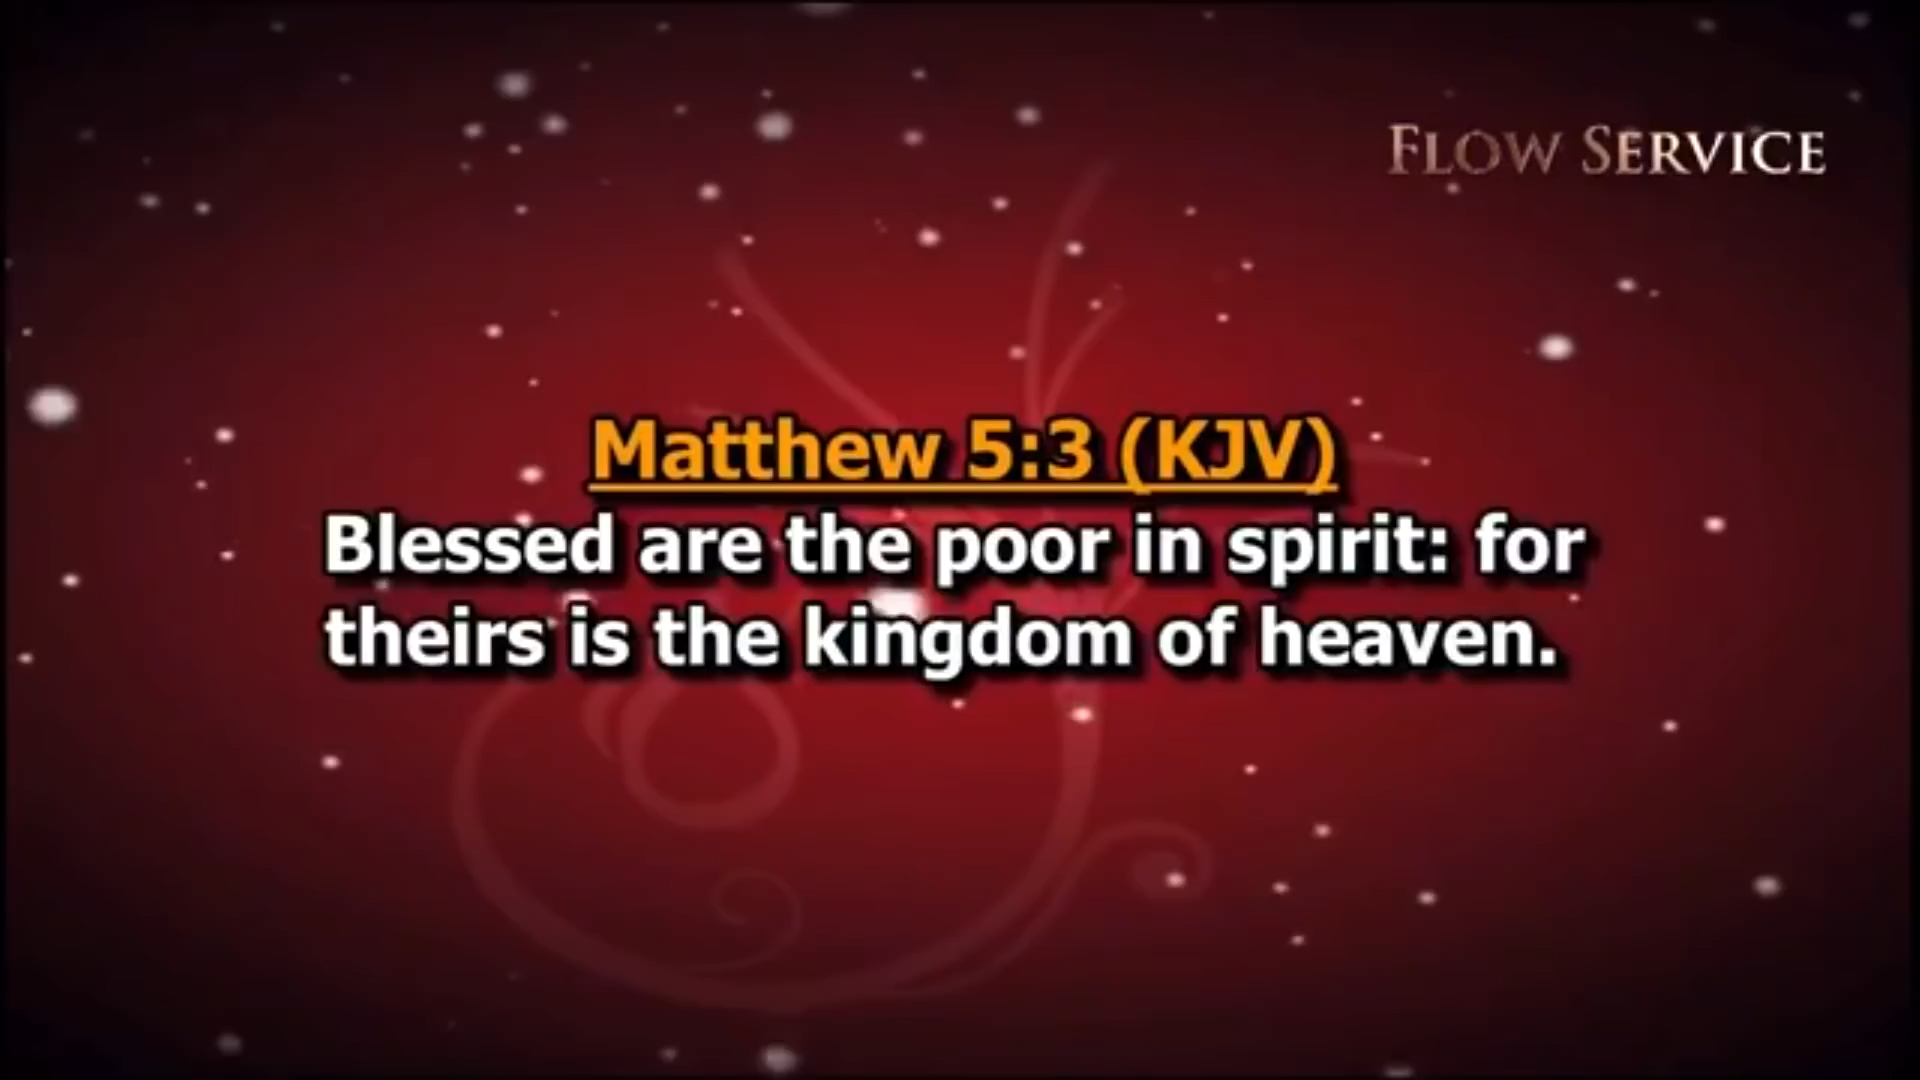 FLOW SERVICE
Matthew 5:3 (KJV)
Blessed are the poor in spirit: for
theirs is the kingdom of heaven.